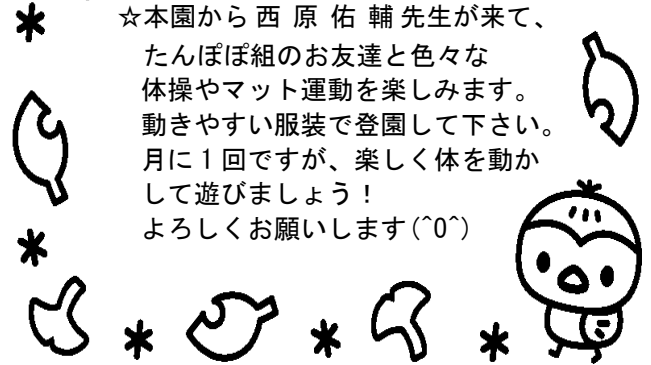 ☆本園から 西 原 佑 輔 先生が来て、
たんぽぽ組のお友達と色々な
体操やマット運動を楽しみます。
動きやすい服装で登園して下さい。
月に1回ですが、楽しく体を動か
して遊びましょう！
よろしくお願いします(^0^)